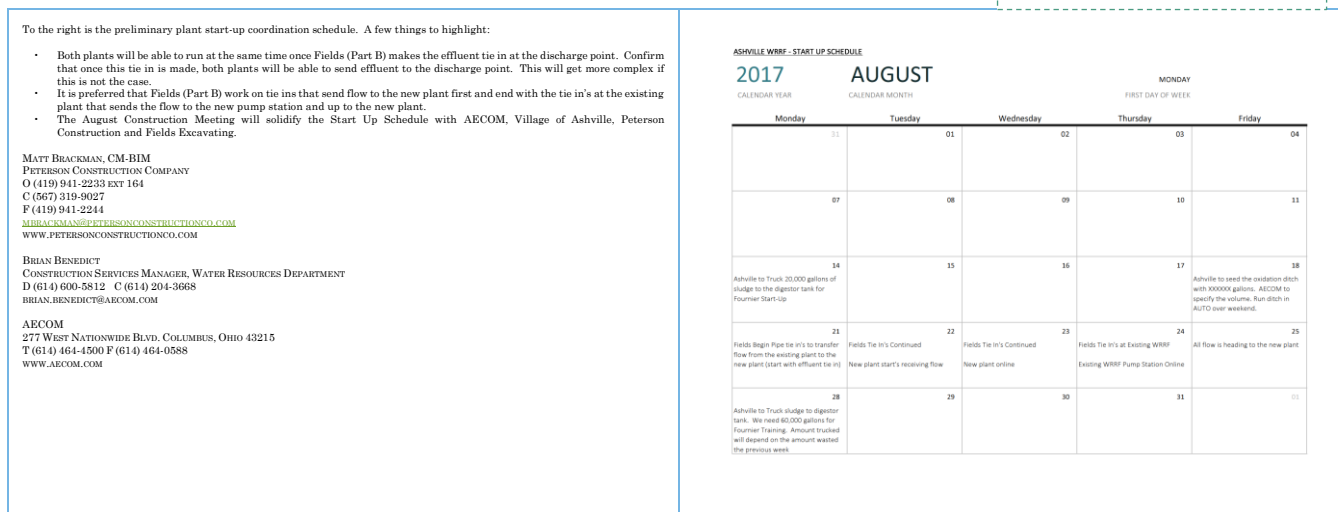 To the right is the preliminary plant start-up coordination schedule. A few things to highlight:
• Both plants will be able to run at the same time once Fields (Part B) makes the effluent tie in at the discharge point. Confirm
that once this tie in is made, both plants will be able to send effluent to the discharge point. This will get more complex if
this is not the case.
• It is preferred that Fields (Part B) work on tie ins that send flow to the new plant first and end with the tie in's at the existing
plant that sends the flow to the new pump station and up to the new plant.
• The August Construction Meeting will solidify the Start Up Schedule with AECOM, Village of Ashville, Peterson
Construction and Fields Excavating.
MATT BRACKMAN, CM-BIM
PETERSON CONSTRUCTION COMPANY
O (419) 941-2233 EXT 164
C (567) 319-9027
F (419) 941-2244
MBRACKMAN@PETERSONCONSTRUCTIONCO.COM
WWW.PETERSONCONSTRUCTIONCO.COM
BRIAN BENEDICT
CONSTRUCTION SERVICES MANAGER, WATER RESOURCES DEPARTMENT
D (614) 600-5812 C (614) 204-3668
BRIAN.BENEDICT@AECOM.COM
AECOM
277 WEST NATIONWIDE BLVD. COLUMBUS, OHIO 43215
T (614) 464-4500 F (614) 464-0588
WWW.AECOM.COM
ASHVILLE WRRF - START UP SCHEDULE
2017 AUGUST MONDAY
CALENDAR YEAR CALENDAR MONTH FIRST DAY OF WEEK
Monday Tuesday Wednesday Thursday Friday
31 01 02 03 04
07 08 09 10 11
14 15 16 17 18
Ashville to Truck 20,000 gallons of
sludge to the digestor tank for
Fournier Start-Up
Ashville to seed the oxidation ditch
with XXXXXX gallons. AECOM to
specify the volume. Run ditch in
AUTO over weekend.
21 22 23 24 25
Fields Begin Pipe tie in's to transfer
flow from the existing plant to the
new plant (start with effluent tie in)
Fields Tie In's Continued
New plant start's receiving flow
Fields Tie In's Continued
New plant online
Fields Tie In's at Existing WRRF
Existing WRRF Pump Station Online
All flow is heading to the new plant
28 29 30 31 01
Ashville to Truck sludge to digestor
tank. We need 60,000 gallons for
Fournier Training. Amount trucked
will depend on the amount wasted
the previous week